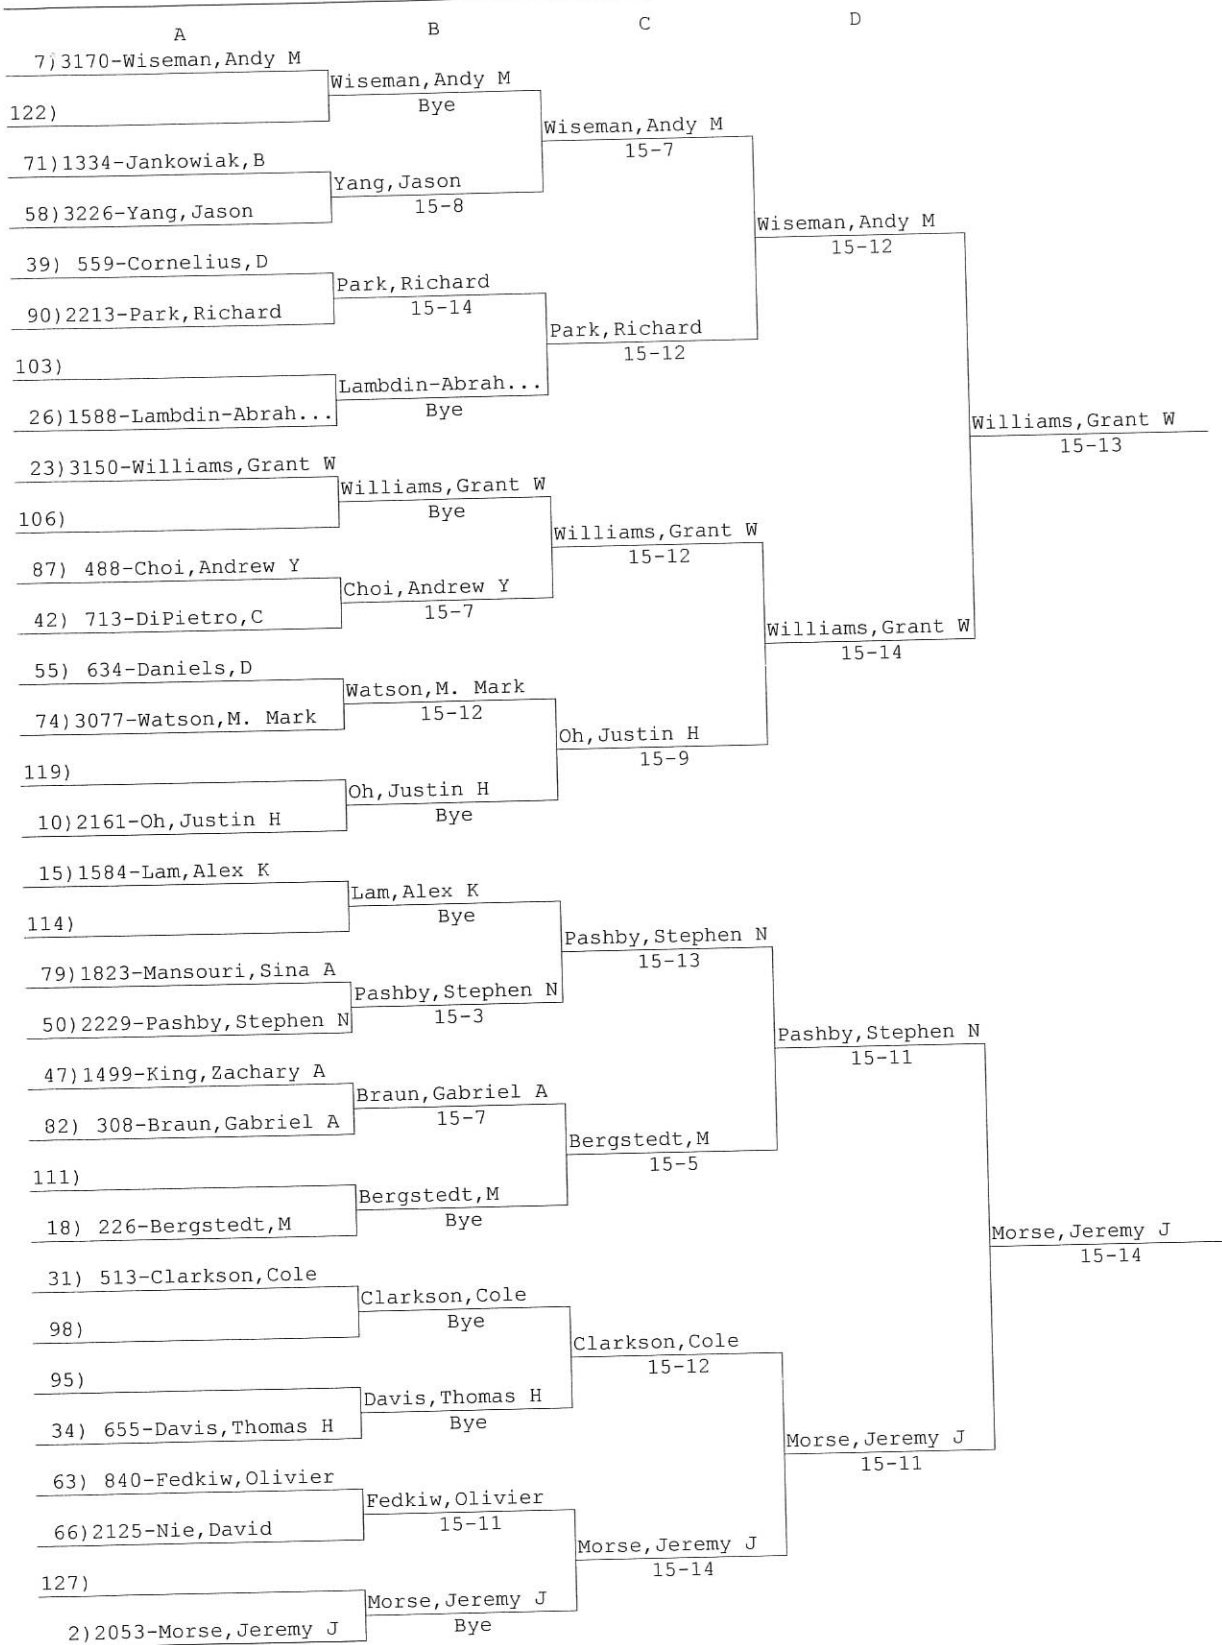 A B C D
7)3170-Wiseman,Andy M
Wiseman,Andy M
Bye
122)
Wiseman,Andy M
15-7
71)1334-Jankowiak,B
Yang,Jason
15-8
58)3226-Yang,Jason
Wiseman,Andy M
15-12
39) 559-Cornelius,D
Park,Richard
15-14
90)2213-Park,Richard
Park,Richard
15-12
103)
Lambdin-Abrah...
Bye
26)1588-Lambdin-Abrah...
Williams,Grant W
15-13
23)3150-Williams,Grant W
Williams,Grant W
Bye
106)
Williams,Grant W
15-12
87) 488-Choi,Andrew Y
Choi,Andrew Y
15-7
42) 713-DiPietro,C
Williams,Grant W
15-14
55) 634-Daniels,D
Watson,M. Mark
15-12
74)3077-Watson,M. Mark
Oh,Justin H
15-9
119)
Oh,Justin H
Bye
10)2161-Oh,Justin H
15)1584-Lam,Alex K
Lam,Alex K
Bye
114)
Pashby,Stephen N
15-13
79)1823-Mansouri,Sina A
Pashby,Stephen N
15-3
50)2229-Pashby,Stephen N
Pashby,Stephen N
15-11
47)1499-King,Zachary A
Braun,Gabriel A
15-7
82) 308-Braun,Gabriel A
Bergstedt,M
15-5
111)
Bergstedt,M
Bye
18) 226-Bergstedt,M
Morse,Jeremy J
15-14
31) 513-Clarkson,Cole
Clarkson,Cole
Bye
98)
Clarkson,Cole
15-12
95)
Davis,Thomas H
Bye
34) 655-Davis,Thomas H
Morse,Jeremy J
15-11
63) 840-Fedkiw,Olivier
Fedkiw,Olivier
15-11
66)2125-Nie,David
Morse,Jeremy J
15-14
127)
Morse,Jeremy J
Bye
2)2053-Morse,Jeremy J